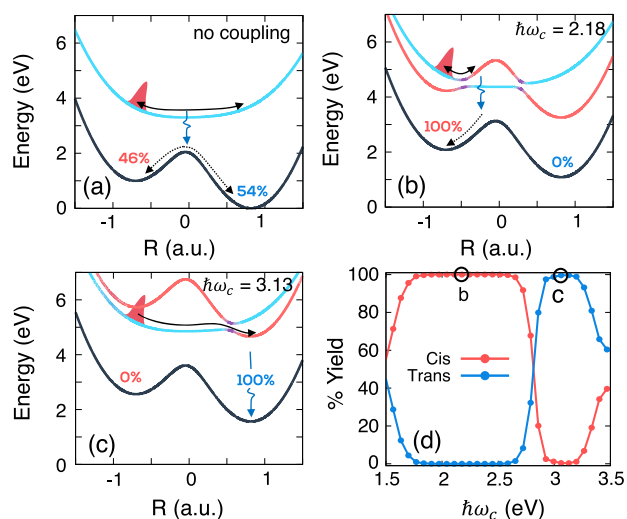 no coupling
Energy (eV)
6
4
2
0
46%
54%
(a)
-1 0 1
R (a.u.)
ħω_c = 2.18
Energy (eV)
6
4
2
0
100%
0%
(b)
-1 0 1
R (a.u.)
ħω_c = 3.13
Energy (eV)
6
4
2
0
0%
100%
(c)
-1 0 1
R (a.u.)
% Yield
100
80
60
40
20
0
b
c
Cis
Trans
(d)
1.5 2 2.5 3 3.5
ħω_c (eV)